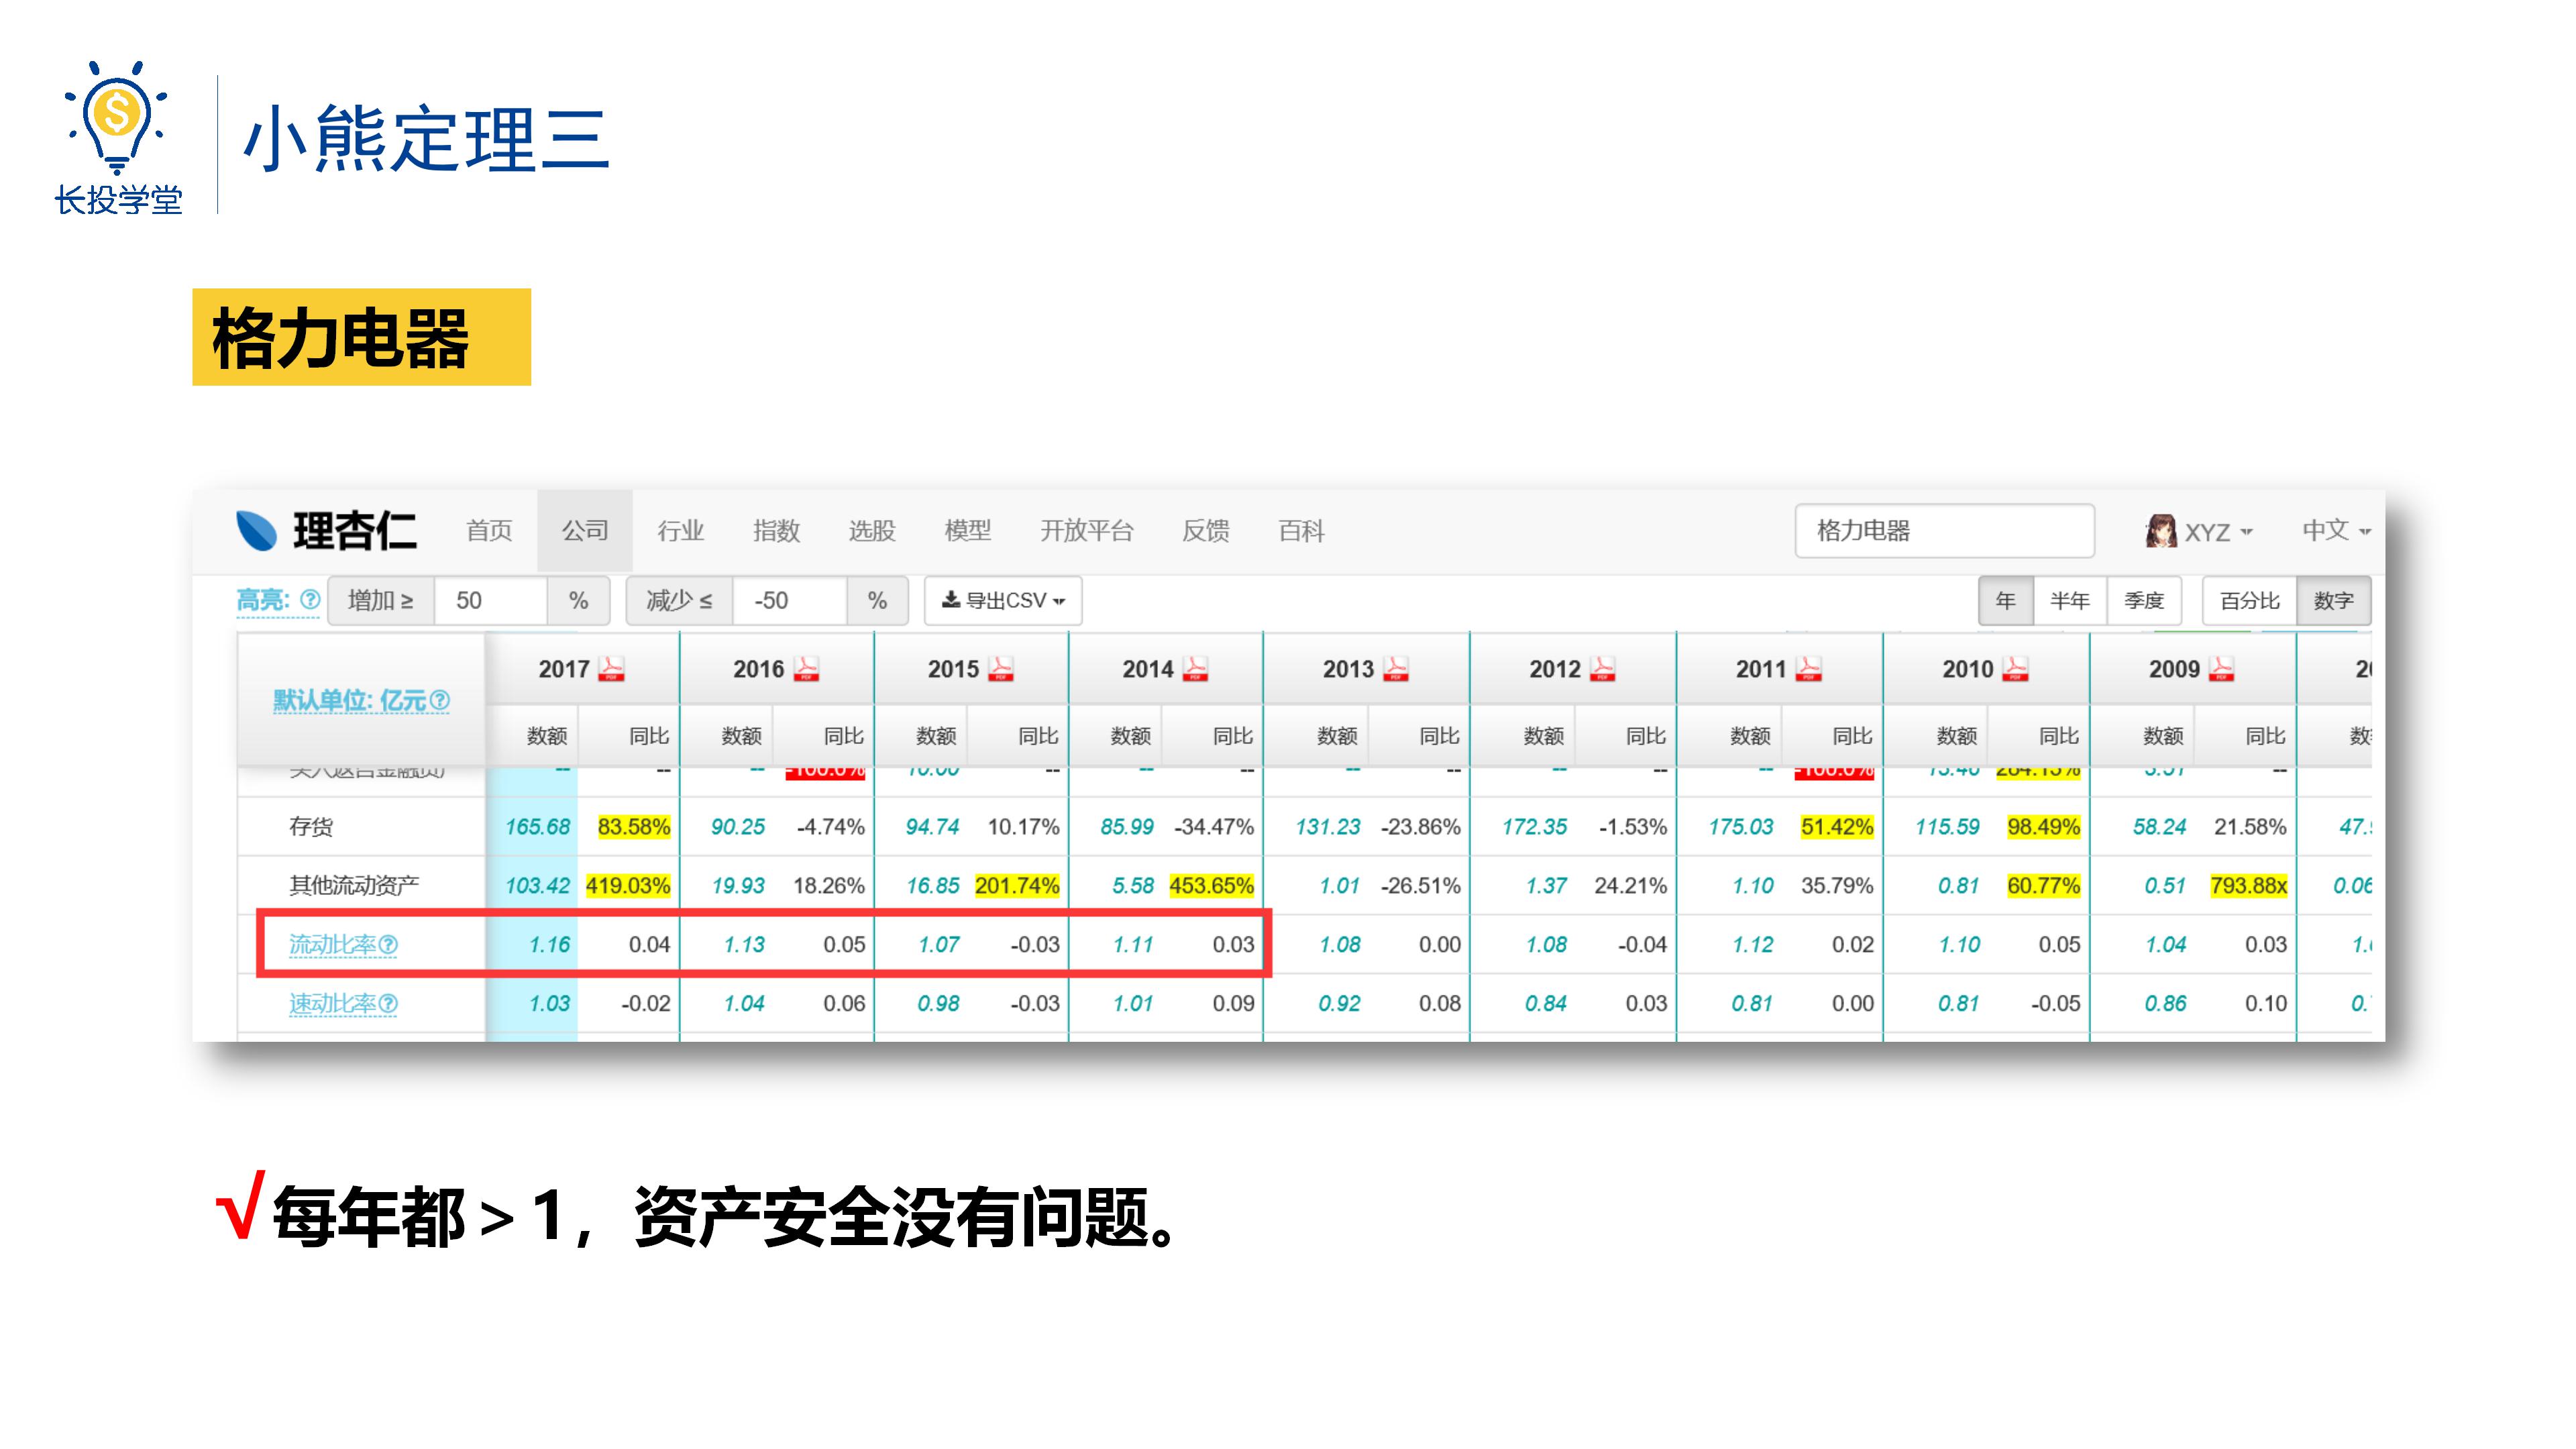 小熊定理三
长投学堂
格力电器
理杏仁 首页 公司 行业 指数 选股 模型 开放平台 反馈 百科 格力电器 XYZ 中文
高亮: 增加 ≥ 50 % 减少 ≤ -50 % 导出CSV 年 半年 季度 百分比 数字
默认单位: 亿元 2017 2016 2015 2014 2013 2012 2011 2010 2009
数额 同比 数额 同比 数额 同比 数额 同比 数额 同比 数额 同比 数额 同比 数额 同比 数额 同比
存货 165.68 83.58% 90.25 -4.74% 94.74 10.17% 85.99 -34.47% 131.23 -23.86% 172.35 -1.53% 175.03 51.42% 115.59 98.49% 58.24 21.58%
其他流动资产 103.42 419.03% 19.93 18.26% 16.85 201.74% 5.58 453.65% 1.01 -26.51% 1.37 24.21% 1.10 35.79% 0.81 60.77% 0.51 793.88x 0.06
流动比率 1.16 0.04 1.13 0.05 1.07 -0.03 1.11 0.03 1.08 0.00 1.08 -0.04 1.12 0.02 1.10 0.05 1.04 0.03
速动比率 1.03 -0.02 1.04 0.06 0.98 -0.03 1.01 0.09 0.92 0.08 0.84 0.03 0.81 0.00 0.81 -0.05 0.86 0.10
√每年都＞1，资产安全没有问题。